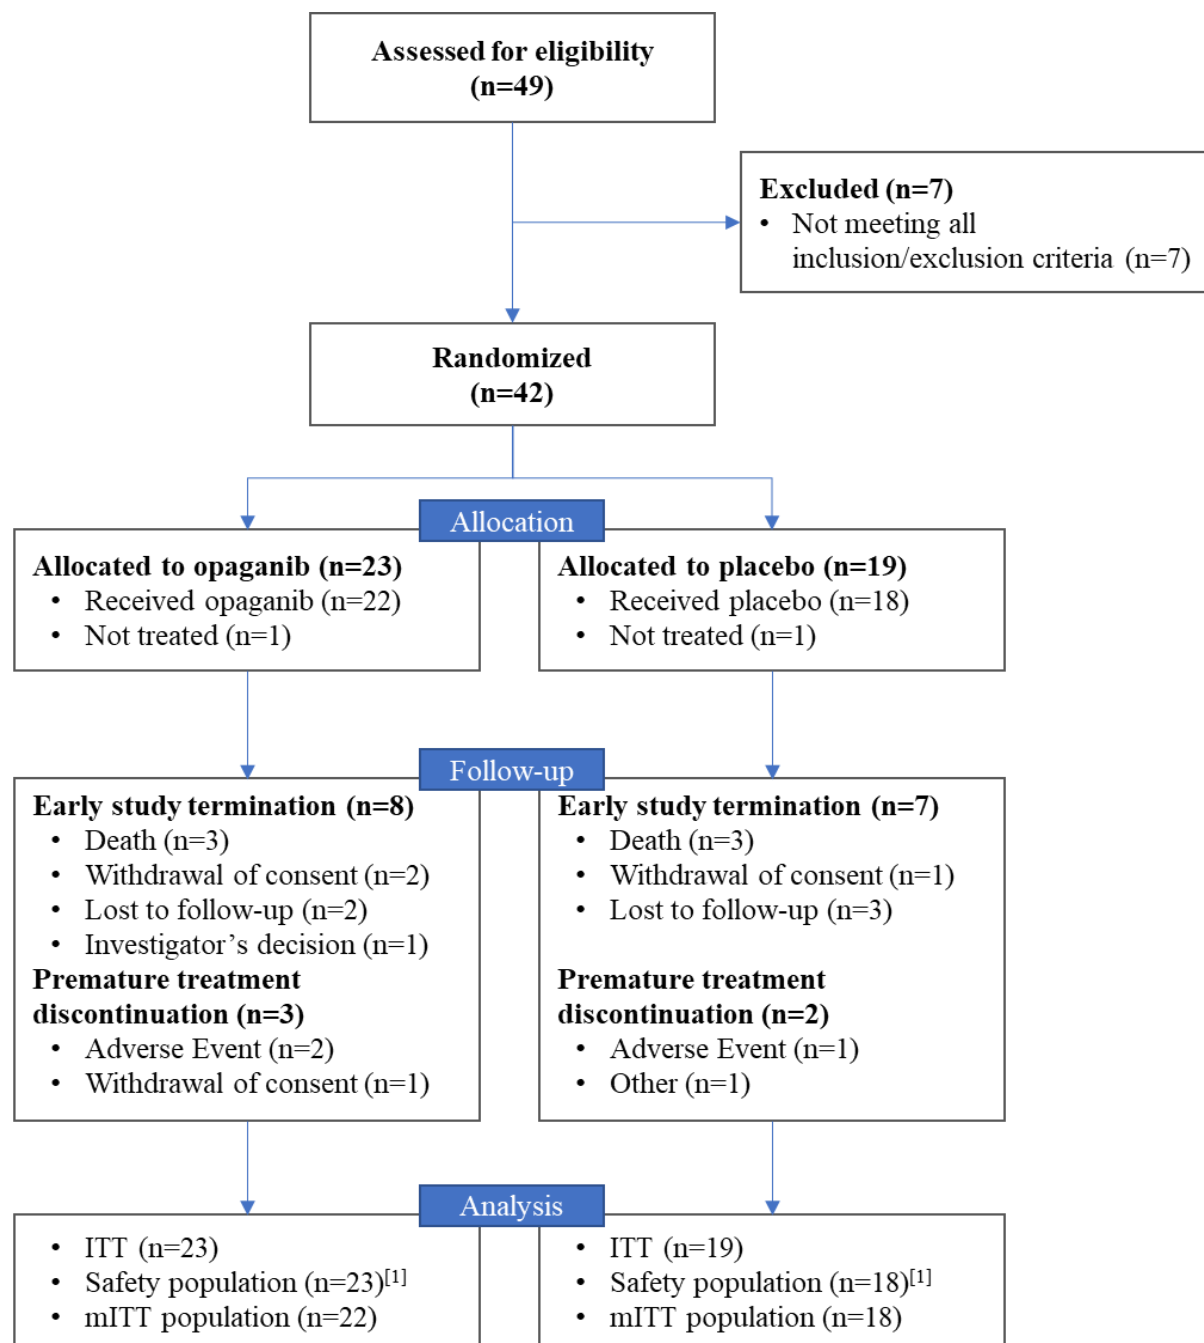 Assessed for eligibility
(n=49)
Excluded (n=7)
• Not meeting all
inclusion/exclusion criteria (n=7)
Randomized
(n=42)
Allocation
Allocated to opaganib (n=23)
• Received opaganib (n=22)
• Not treated (n=1)
Allocated to placebo (n=19)
• Received placebo (n=18)
• Not treated (n=1)
Follow-up
Early study termination (n=8)
• Death (n=3)
• Withdrawal of consent (n=2)
• Lost to follow-up (n=2)
• Investigator’s decision (n=1)
Premature treatment
discontinuation (n=3)
• Adverse Event (n=2)
• Withdrawal of consent (n=1)
Early study termination (n=7)
• Death (n=3)
• Withdrawal of consent (n=1)
• Lost to follow-up (n=3)
Premature treatment
discontinuation (n=2)
• Adverse Event (n=1)
• Other (n=1)
Analysis
• ITT (n=23)
• Safety population (n=23)[1]
• mITT population (n=22)
• ITT (n=19)
• Safety population (n=18)[1]
• mITT population (n=18)